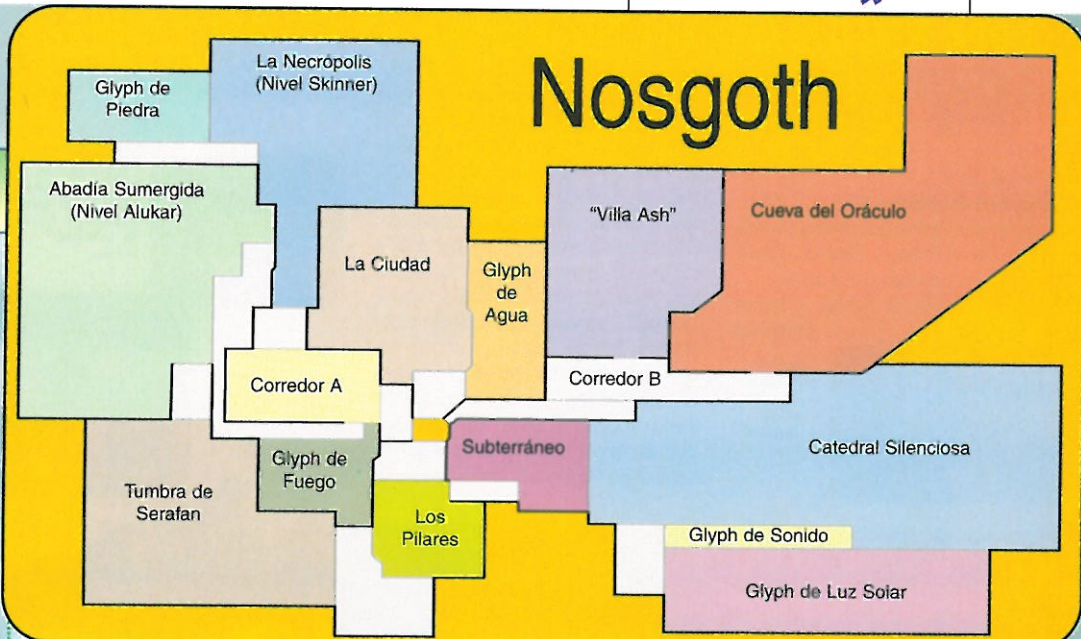 Nosgoth
La Necrópolis
(Nivel Skinner)
Glyph de
Piedra
Abadía Sumergida
(Nivel Alukar)
La Ciudad
Glyph
de
Agua
“Villa Ash”
Cueva del Oráculo
Corredor A
Corredor B
Subterráneo
Catedral Silenciosa
Glyph de
Fuego
Tumbra de
Serafan
Los
Pilares
Glyph de Sonido
Glyph de Luz Solar